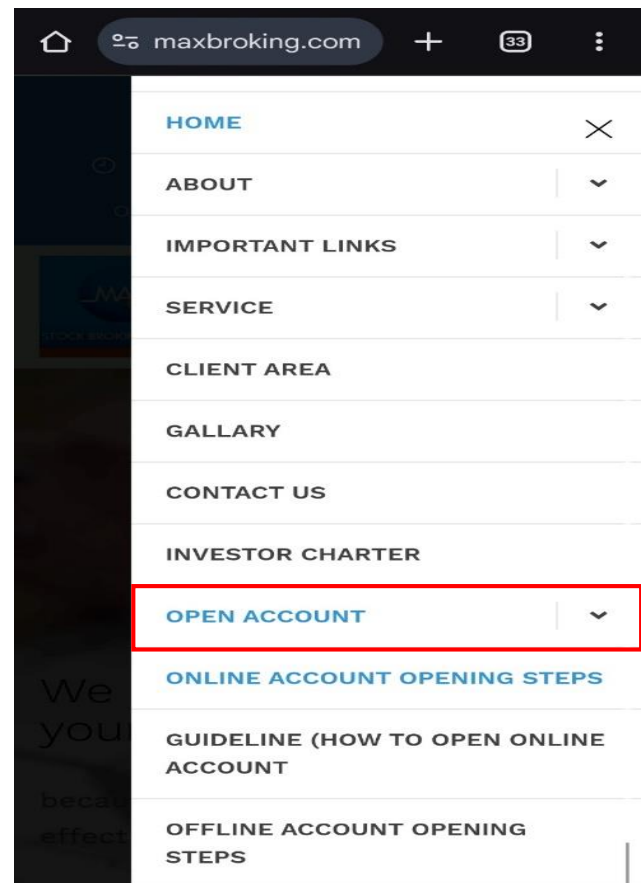 maxbroking.com
33
HOME
ABOUT
IMPORTANT LINKS
SERVICE
CLIENT AREA
GALLARY
CONTACT US
INVESTOR CHARTER
OPEN ACCOUNT
ONLINE ACCOUNT OPENING STEPS
GUIDELINE (HOW TO OPEN ONLINE
ACCOUNT
OFFLINE ACCOUNT OPENING
STEPS
We